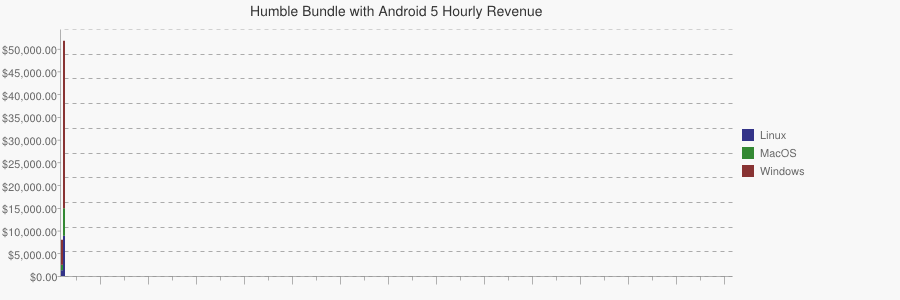 Humble Bundle with Android 5 Hourly Revenue
$50,000.00
$45,000.00
$40,000.00
$35,000.00
$30,000.00
$25,000.00
$20,000.00
$15,000.00
$10,000.00
$5,000.00
$0.00
Linux
MacOS
Windows